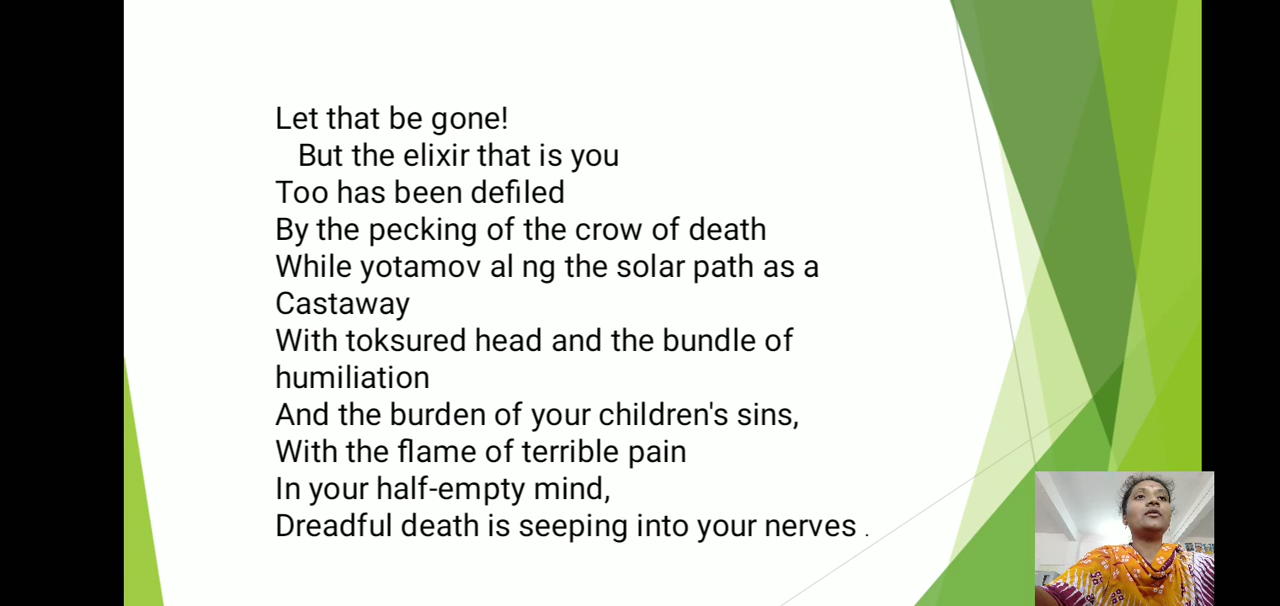 Let that be gone!
But the elixir that is you
Too has been defiled
By the pecking of the crow of death
While yotamov al ng the solar path as a
Castaway
With toksured head and the bundle of
humiliation
And the burden of your children's sins,
With the flame of terrible pain
In your half-empty mind,
Dreadful death is seeping into your nerves .